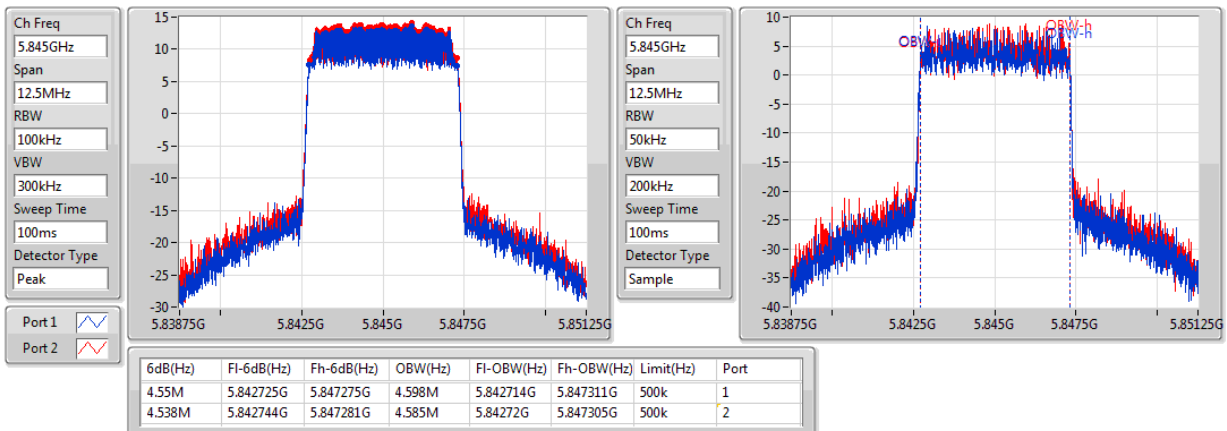 Ch Freq
5.845GHz
Span
12.5MHz
RBW
100kHz
VBW
300kHz
Sweep Time
100ms
Detector Type
Peak
Port 1
Port 2
15
10
5
0
-5
-10
-15
-20
-25
-30
5.83875G 5.8425G 5.845G 5.8475G 5.85125G
Ch Freq
5.845GHz
Span
12.5MHz
RBW
50kHz
VBW
200kHz
Sweep Time
100ms
Detector Type
Sample
10
5
0
-5
-10
-15
-20
-25
-30
-35
-40
OBW-h
OBW-h
5.83875G 5.8425G 5.845G 5.8475G 5.85125G
6dB(Hz) Fl-6dB(Hz) Fh-6dB(Hz) OBW(Hz) Fl-OBW(Hz) Fh-OBW(Hz) Limit(Hz) Port
4.55M 5.842725G 5.847275G 4.598M 5.842714G 5.847311G 500k 1
4.538M 5.842744G 5.847281G 4.585M 5.84272G 5.847305G 500k 2